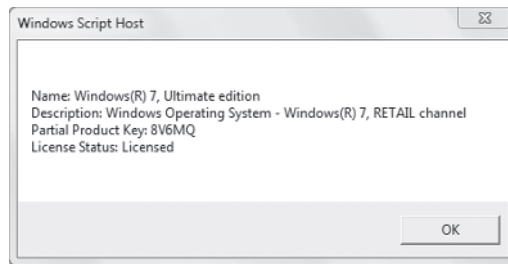 Windows Script Host
Name: Windows(R) 7, Ultimate edition
Description: Windows Operating System - Windows(R) 7, RETAIL channel
Partial Product Key: 8V6MQ
License Status: Licensed
OK